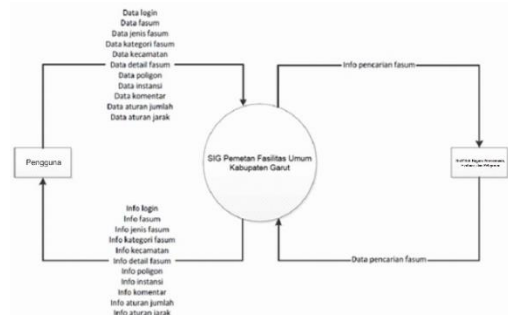 Data login
Data fasum
Data jenis fasum
Data kategori fasum
Data kecamatan
Data detail fasum
Data poligon
Data instansi
Data komentar
Data aturan jumlah
Data aturan jarak
Info pencarian fasum
Pengguna
SIG Pemetan Fasilitas Umum
Kabupaten Garut
Info login
Info fasum
Info jenis fasum
Info kategori fasum
Info kecamatan
Info detail fasum
Info poligon
Info instansi
Info komentar
Info aturan jumlah
Info aturan jarak
Data pencarian fasum